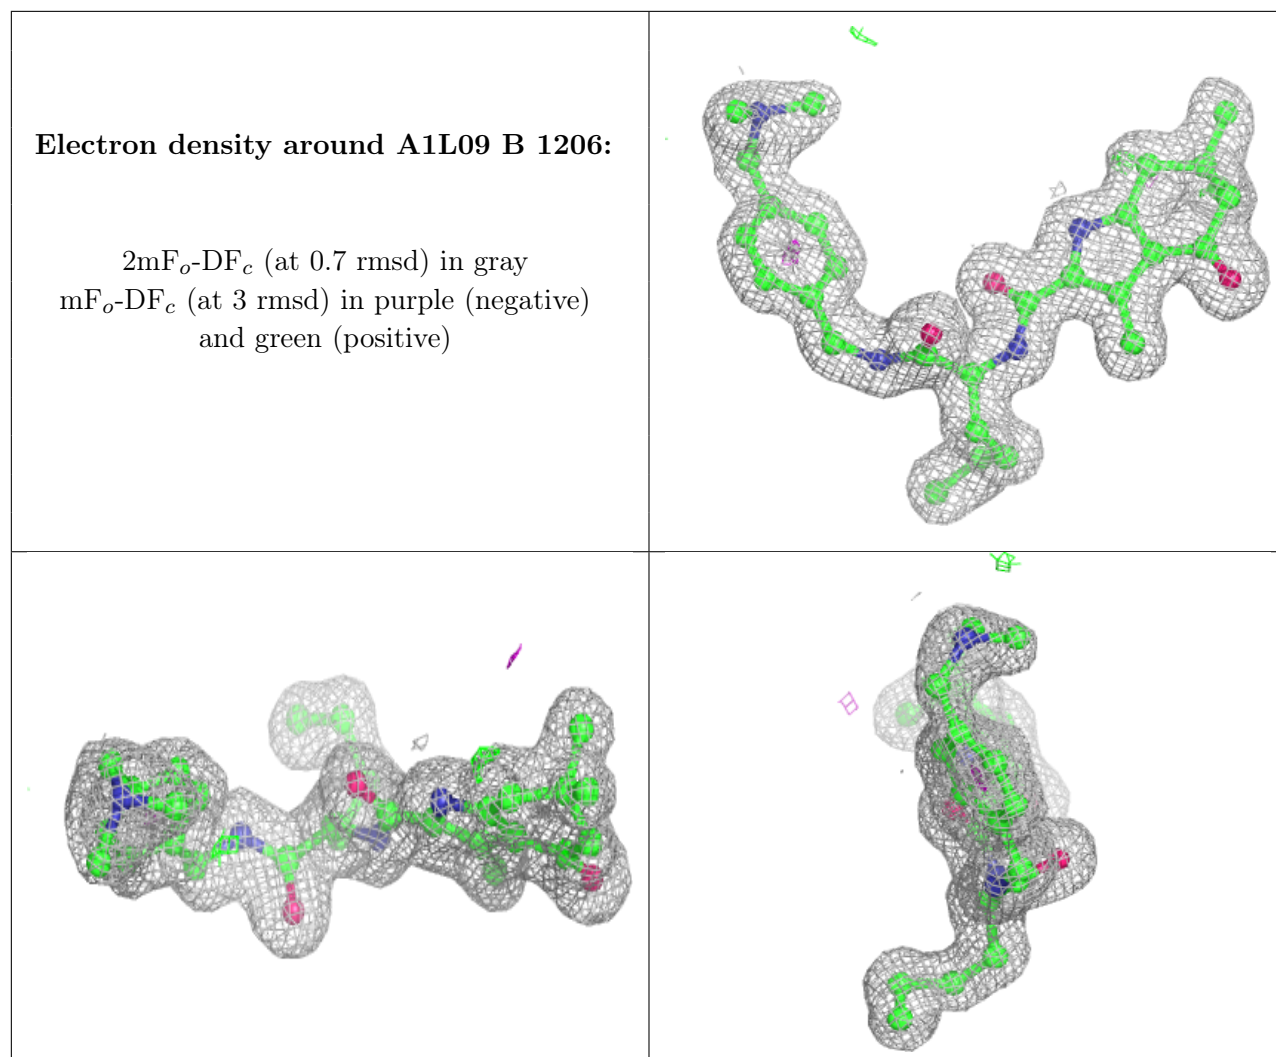 Electron density around A1L09 B 1206:
2mFo-DFc (at 0.7 rmsd) in gray
mFo-DFc (at 3 rmsd) in purple (negative)
and green (positive)